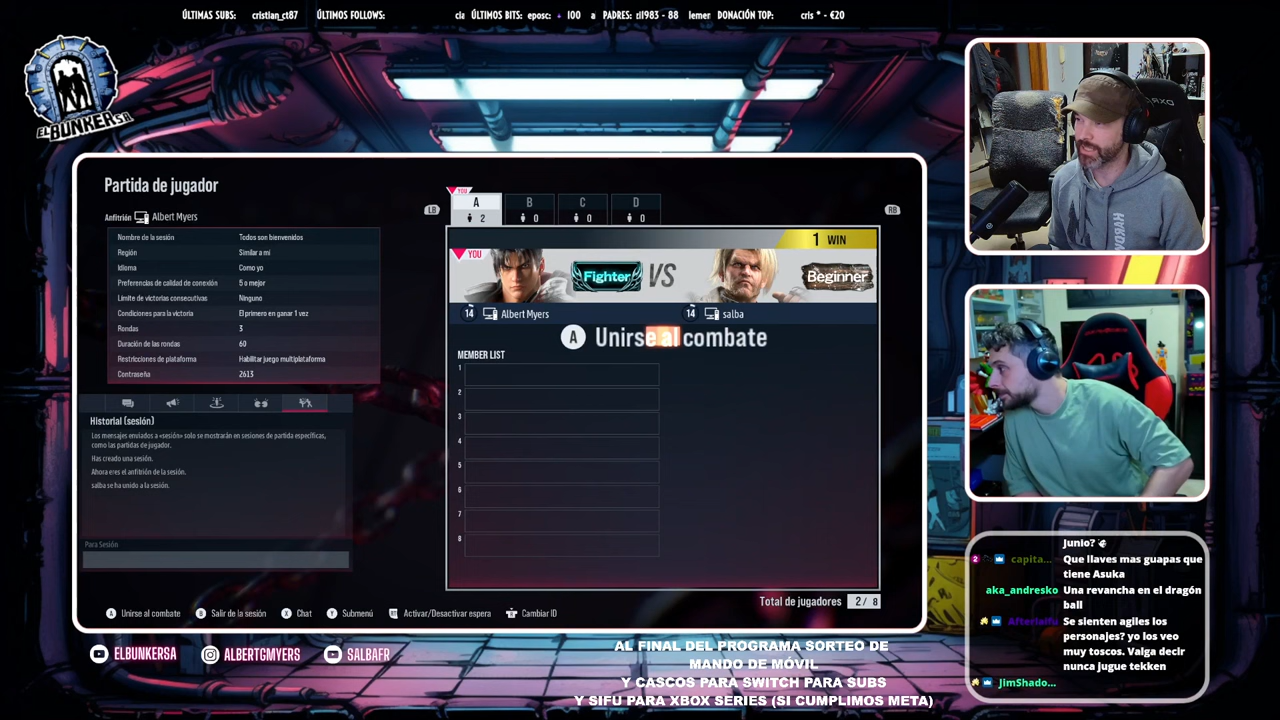 ÚLTIMAS SUBS: cristian_ct87 ÚLTIMOS FOLLOWS: ÚLTIMOS BITS: eposc: 100 a PADRES: ril1983 - 88 lemer DONACIÓN TOP: cris * - €20
ELBUNKERSA
Partida de jugador
Anfitrión Albert Myers
Nombre de la sesión Todos son bienvenidos
Región Similar a mí
Idioma Como yo
Preferencias de calidad de conexión 5 o mejor
Límite de victorias consecutivas Ninguno
Condiciones para la victoria El primero en ganar 1 vez
Rondas 3
Duración de las rondas 60
Restricciones de plataforma Habilitar juego multiplataforma
Contraseña 2613
Historial (sesión)
Los mensajes enviados a «sesión» solo se mostrarán en sesiones de partida específicas,
como las partidas de jugador.
Has creado una sesión.
Ahora eres el anfitrión de la sesión.
salba se ha unido a la sesión.
Para Sesión
YOU
LB A B C D RB
2 0 0 0
1 WIN
YOU Fighter VS Beginner
14 Albert Myers 14 salba
A Unirse al combate
MEMBER LIST
1
2
3
4
5
6
7
8
Total de jugadores 2 / 8
A Unirse al combate B Salir de la sesión X Chat Y Submenú Activar/Desactivar espera Cambiar ID
ELBUNKERSA ALBERTGMYERS SALBAFR
AL FINAL DEL PROGRAMA SORTEO DE
MANDO DE MÓVIL
Y CASCOS PARA SWITCH PARA SUBS
Y SIFU PARA XBOX SERIES (SI CUMPLIMOS META)
Junio?
2 capita... Que llaves mas guapas que
tiene Asuka
aka_andresko Una revancha en el dragón
ball
Afterlaifu Se sienten agiles los
personajes? yo los veo
muy toscos. Valga decir
nunca jugue tekken
JimShado...